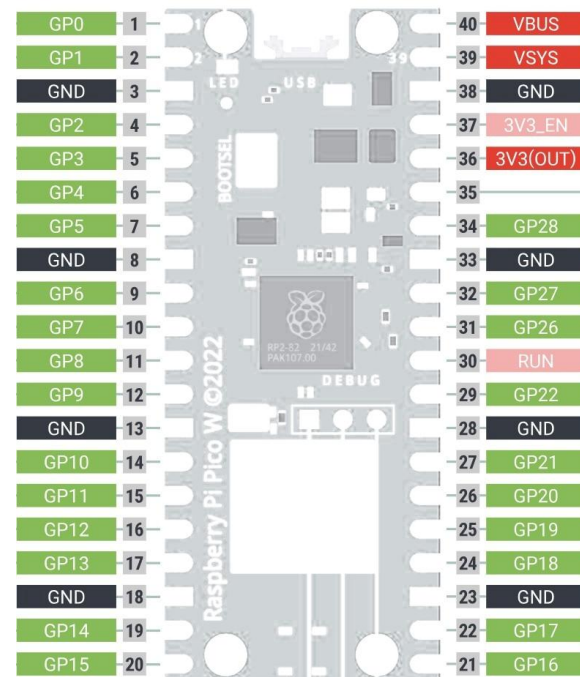 GP0 1 1 40 VBUS
GP1 2 2 39 39 VSYS
LED USB
GND 3 38 GND
GP2 4 37 3V3_EN
GP3 5 36 3V3(OUT)
BOOTSEL
GP4 6 35
GP5 7 34 GP28
GND 8 33 GND
GP6 9 32 GP27
GP7 10 31 GP26
RP2-B2 21/42
PAK107.00
GP8 11 30 RUN
DEBUG
GP9 12 29 GP22
GND 13 28 GND
GP10 14 27 GP21
GP11 15 26 GP20
Raspberry Pi Pico W ©2022
GP12 16 25 GP19
GP13 17 24 GP18
GND 18 23 GND
GP14 19 22 GP17
GP15 20 21 GP16